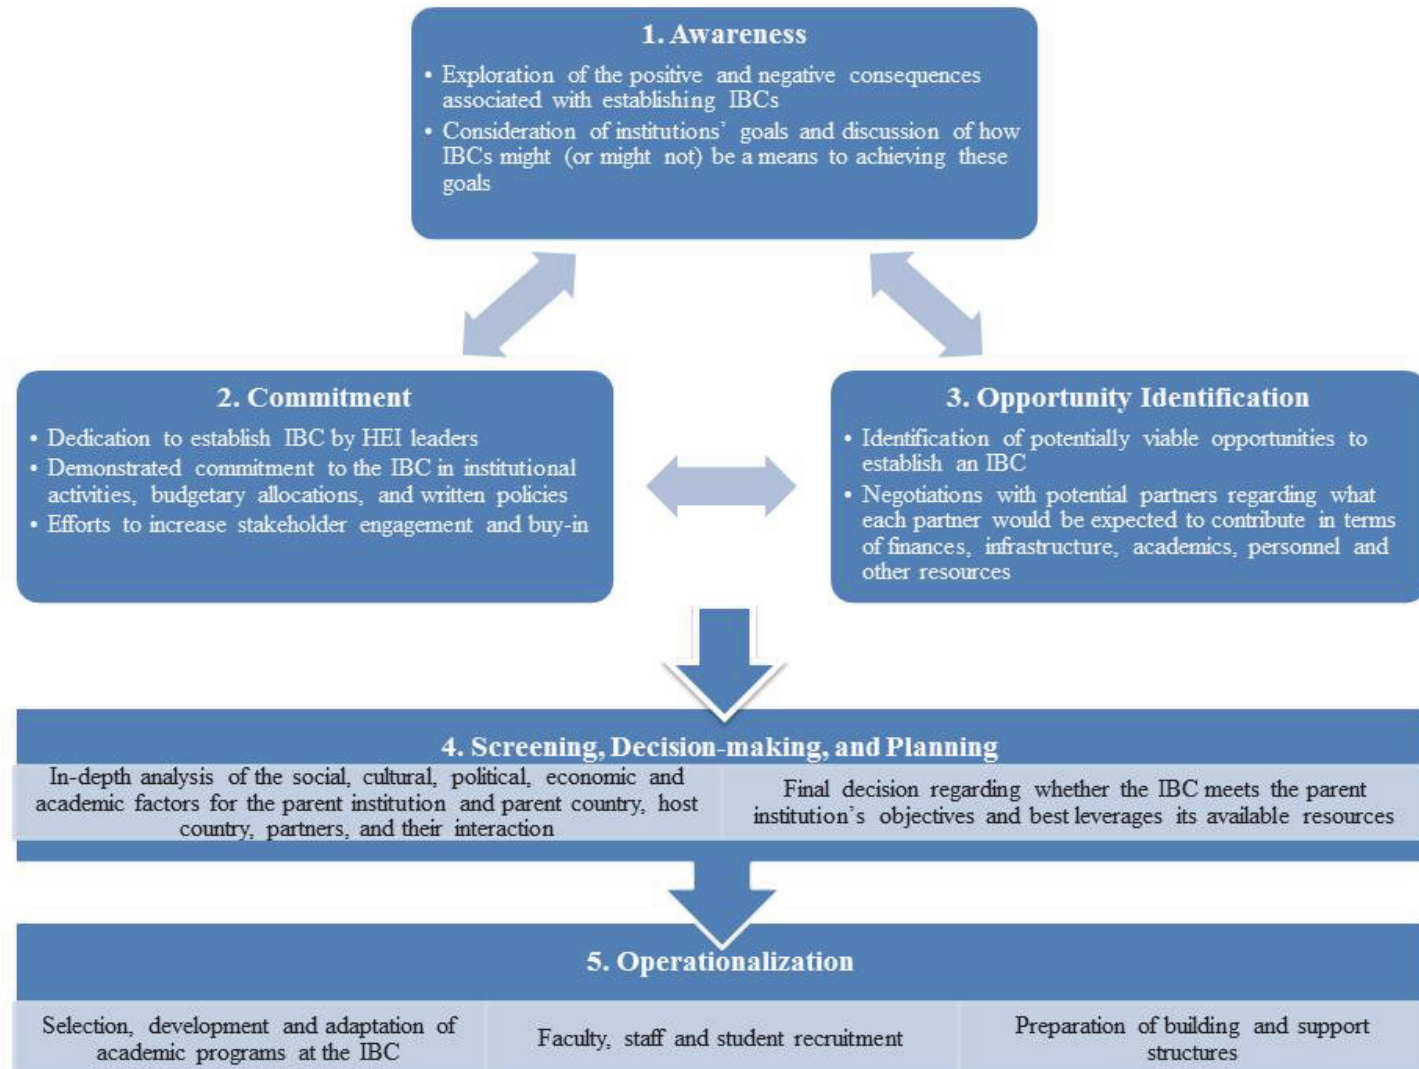 1. Awareness
• Exploration of the positive and negative consequences
associated with establishing IBCs
• Consideration of institutions’ goals and discussion of how
IBCs might (or might not) be a means to achieving these
goals
2. Commitment
• Dedication to establish IBC by HEI leaders
• Demonstrated commitment to the IBC in institutional
activities, budgetary allocations, and written policies
• Efforts to increase stakeholder engagement and buy-in
3. Opportunity Identification
• Identification of potentially viable opportunities to
establish an IBC
• Negotiations with potential partners regarding what
each partner would be expected to contribute in terms
of finances, infrastructure, academics, personnel and
other resources
4. Screening, Decision-making, and Planning
In-depth analysis of the social, cultural, political, economic and
academic factors for the parent institution and parent country, host
country, partners, and their interaction
Final decision regarding whether the IBC meets the parent
institution’s objectives and best leverages its available resources
5. Operationalization
Selection, development and adaptation of
academic programs at the IBC
Faculty, staff and student recruitment
Preparation of building and support
structures